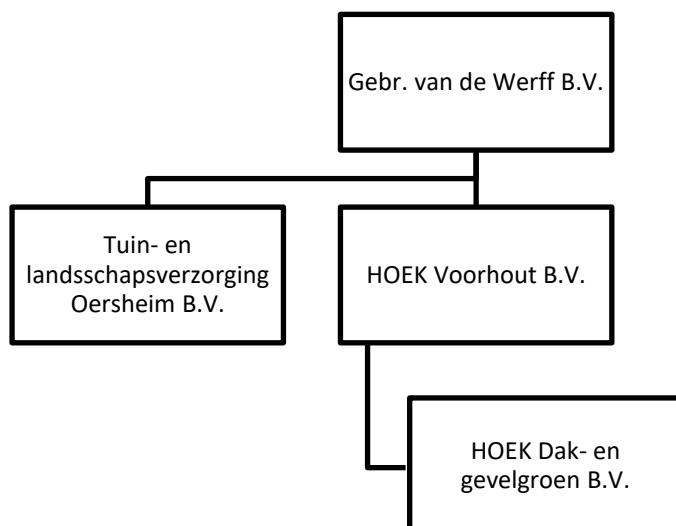 Gebr. van de Werff B.V.
Tuin- en
landsschapsverzorging
Oersheim B.V.
HOEK Voorhout B.V.
HOEK Dak- en
gevelgroen B.V.